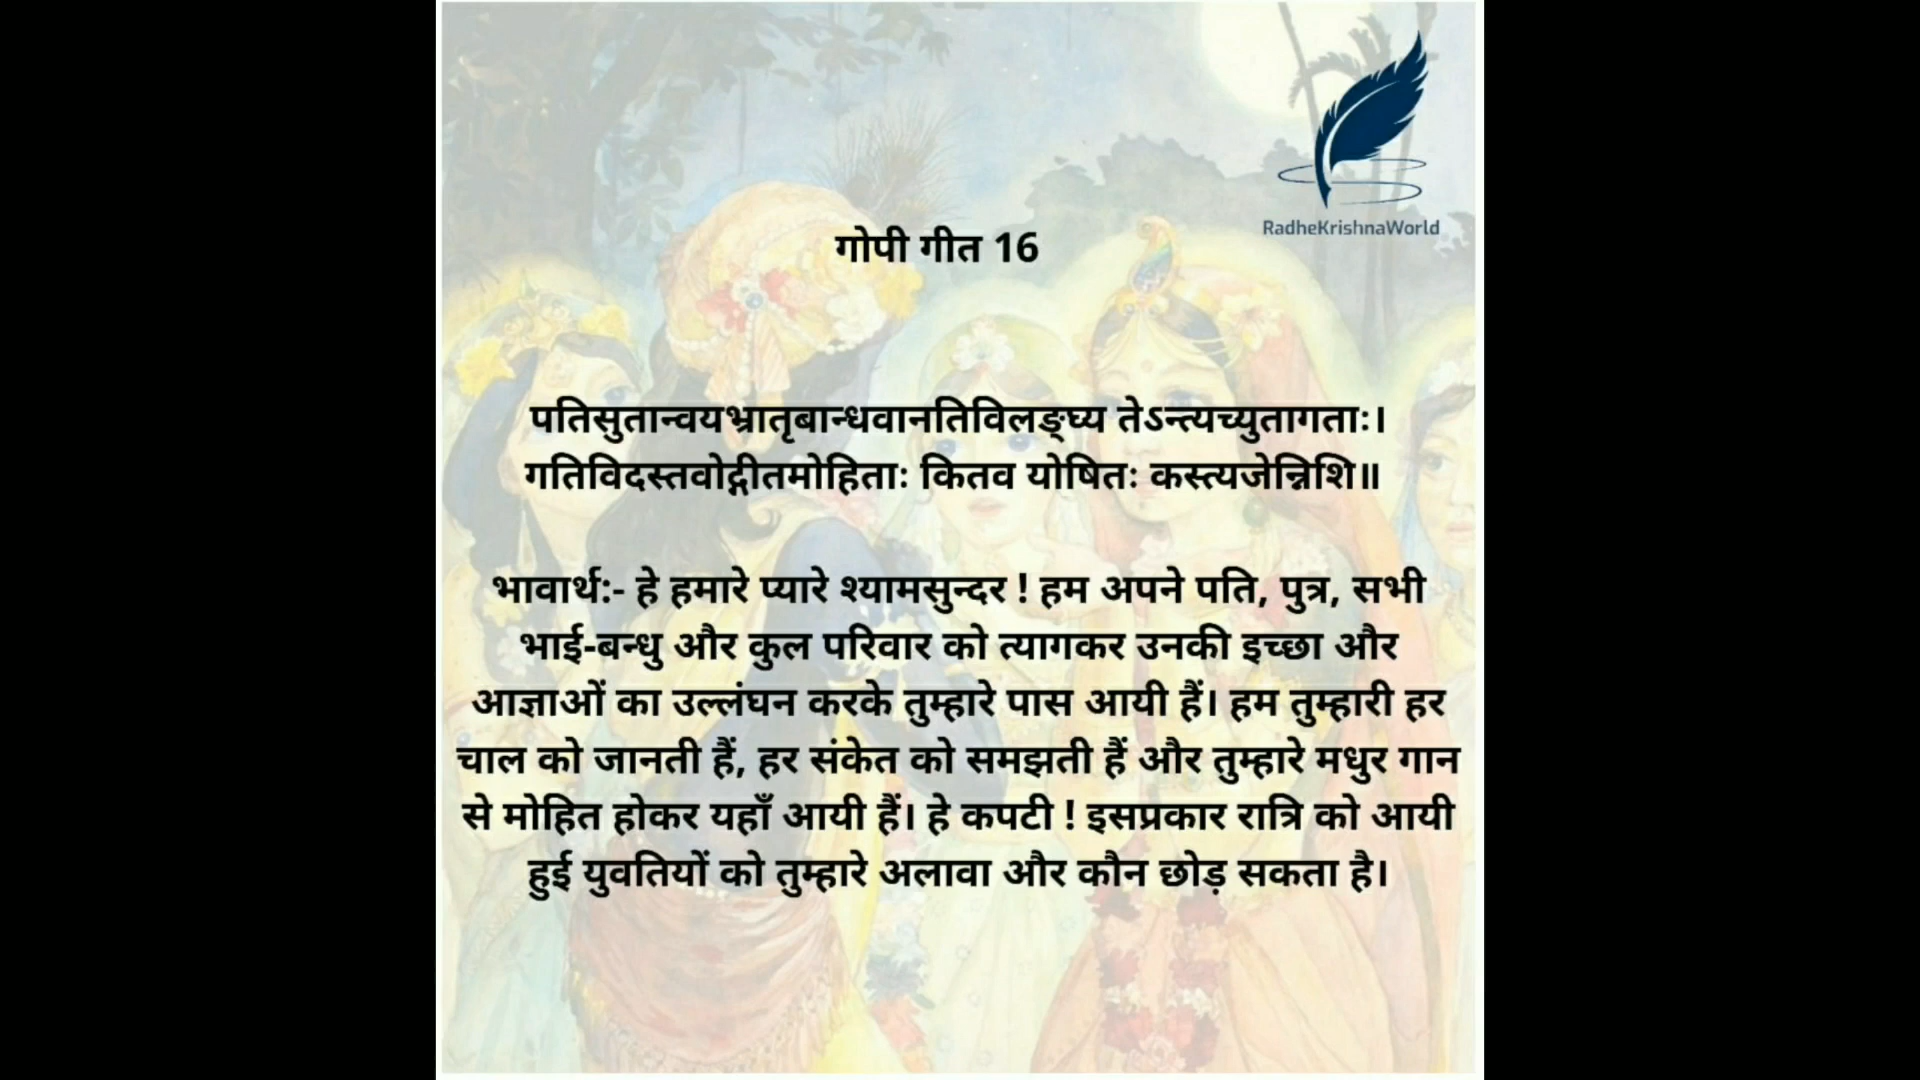 RadheKrishnaWorld
गोपी गीत 16
पतिसुतान्वयभ्रातृबान्धवानतिविलङ्घ्य तेऽन्त्यच्युतागताः।
गतिविदस्तवोद्गीतमोहिताः कितव योषितः कस्त्यजेन्निशि॥
भावार्थ:- हे हमारे प्यारे श्यामसुन्दर ! हम अपने पति, पुत्र, सभी
भाई-बन्धु और कुल परिवार को त्यागकर उनकी इच्छा और
आज्ञाओं का उल्लंघन करके तुम्हारे पास आयी हैं। हम तुम्हारी हर
चाल को जानती हैं, हर संकेत को समझती हैं और तुम्हारे मधुर गान
से मोहित होकर यहाँ आयी हैं। हे कपटी ! इसप्रकार रात्रि को आयी
हुई युवतियों को तुम्हारे अलावा और कौन छोड़ सकता है।